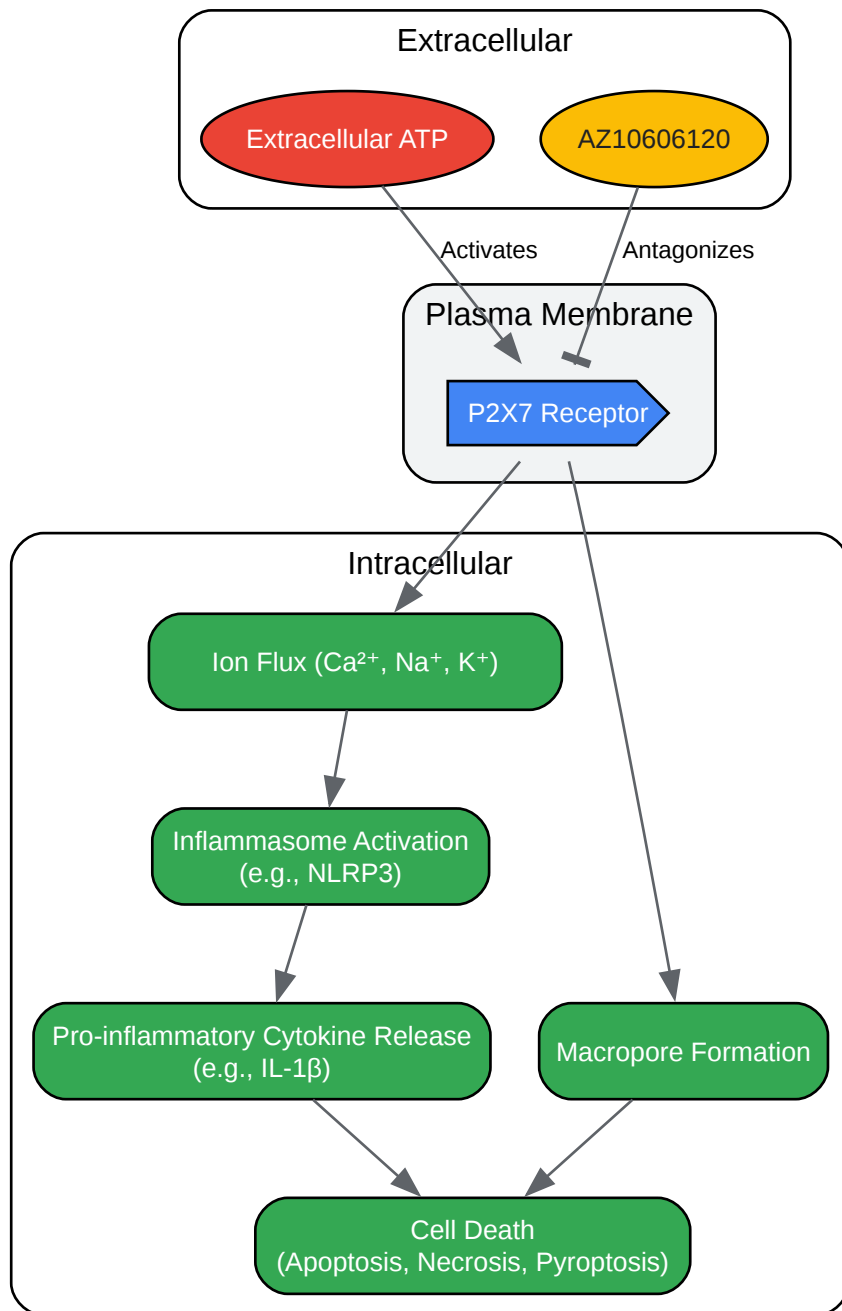 Extracellular
Extracellular ATP
AZ10606120
Activates
Antagonizes
Plasma Membrane
P2X7 Receptor
Intracellular
Ion Flux (Ca²⁺, Na⁺, K⁺)
Inflammasome Activation
(e.g., NLRP3)
Pro-inflammatory Cytokine Release
(e.g., IL-1β)
Macropore Formation
Cell Death
(Apoptosis, Necrosis, Pyroptosis)